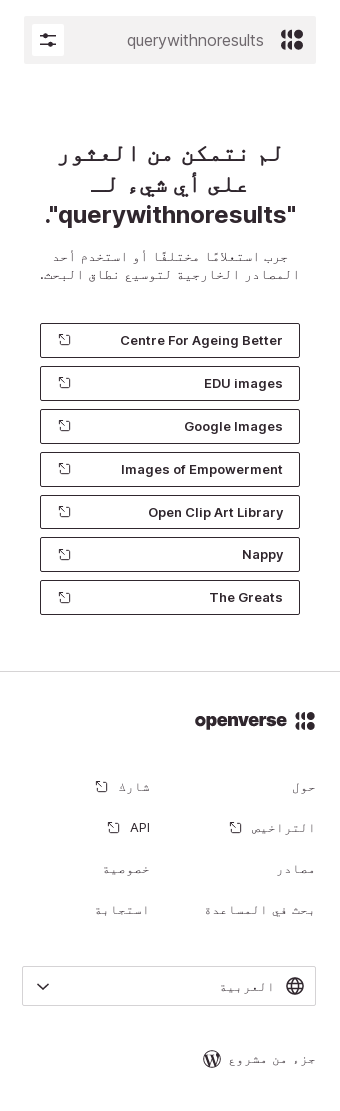 querywithnoresults
لم نتمكن من العثور
على أي شيء لـ
"querywithnoresults".
جرب استعلامًا مختلفًا أو استخدم أحد
المصادر الخارجية لتوسيع نطاق البحث.
Centre For Ageing Better
EDU images
Google Images
Images of Empowerment
Open Clip Art Library
Nappy
The Greats
openverse
حول
شارك
التراخيص
API
مصادر
خصوصية
بحث في المساعدة
استجابة
العربية
جزء من مشروع